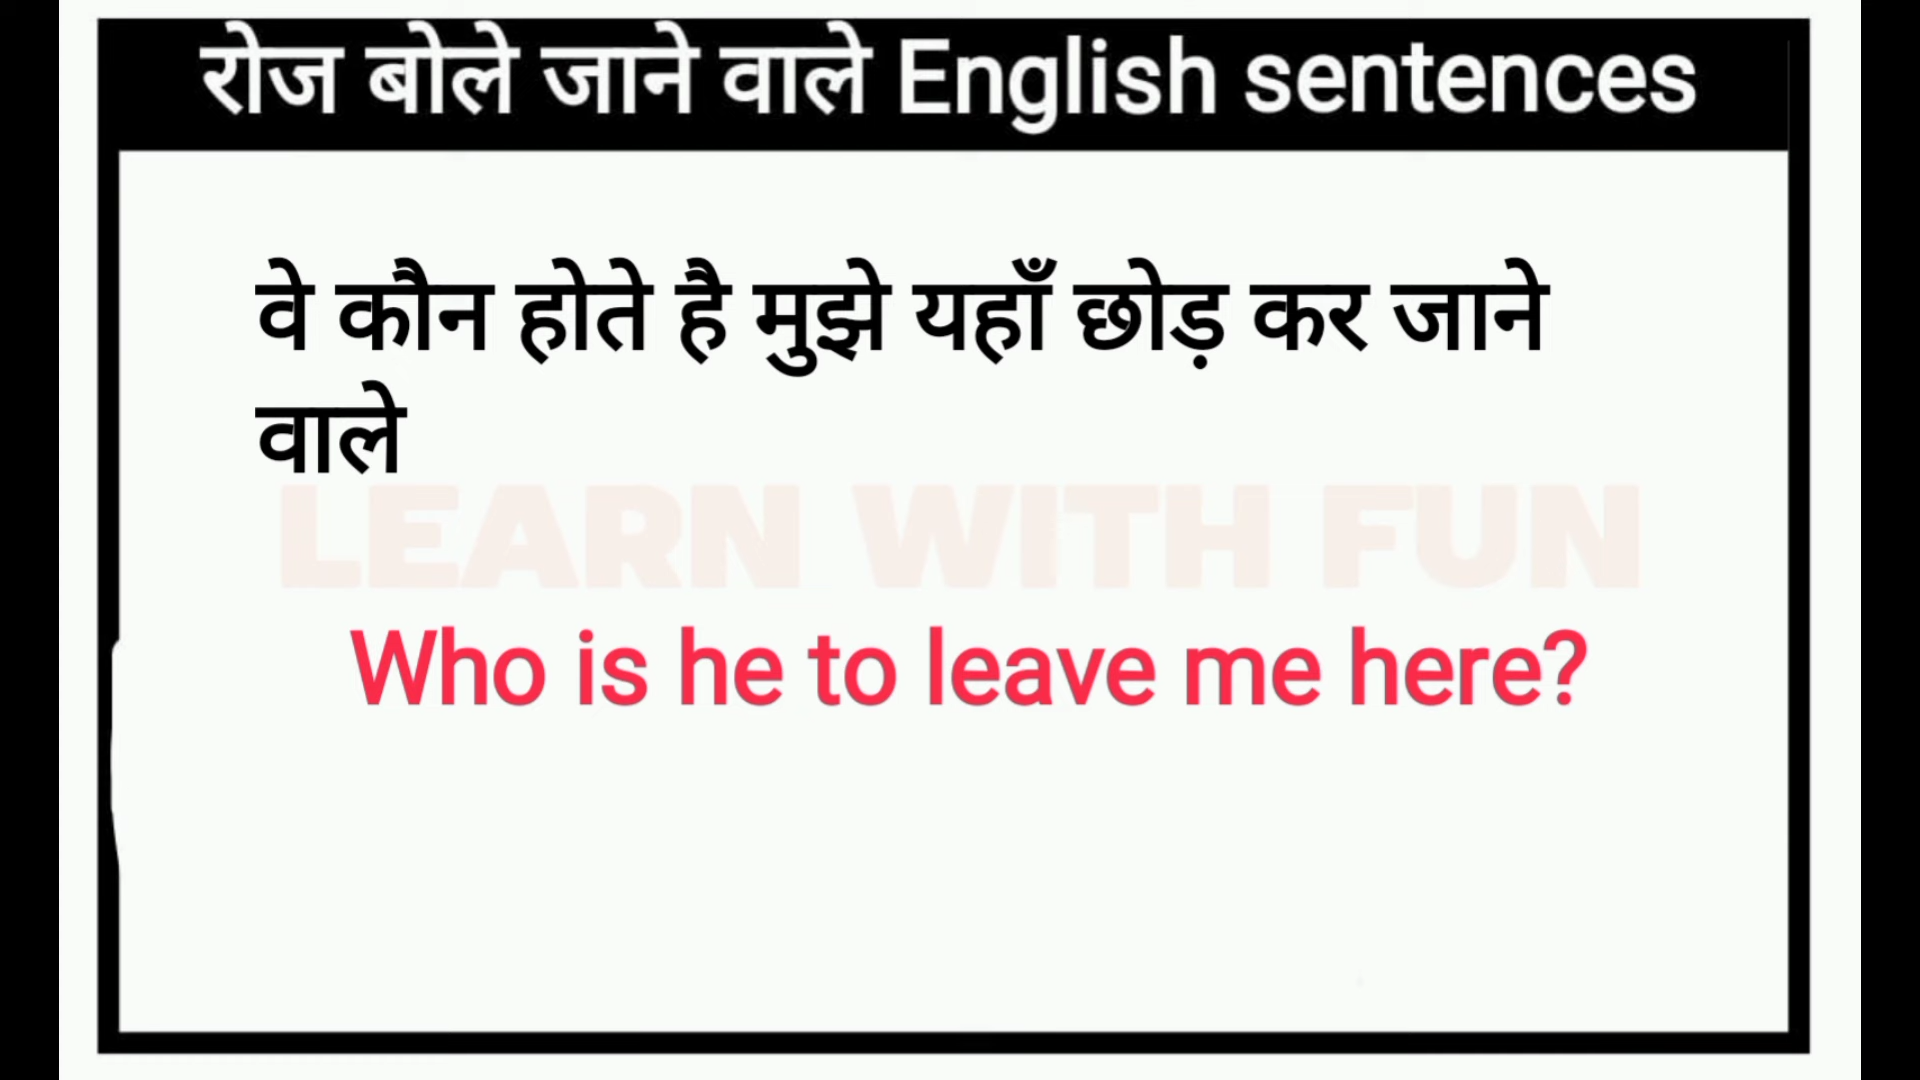 रोज बोले जाने वाले English sentences
वे कौन होते है मुझे यहाँ छोड़ कर जाने
वाले
LEARN WITH FUN
Who is he to leave me here?